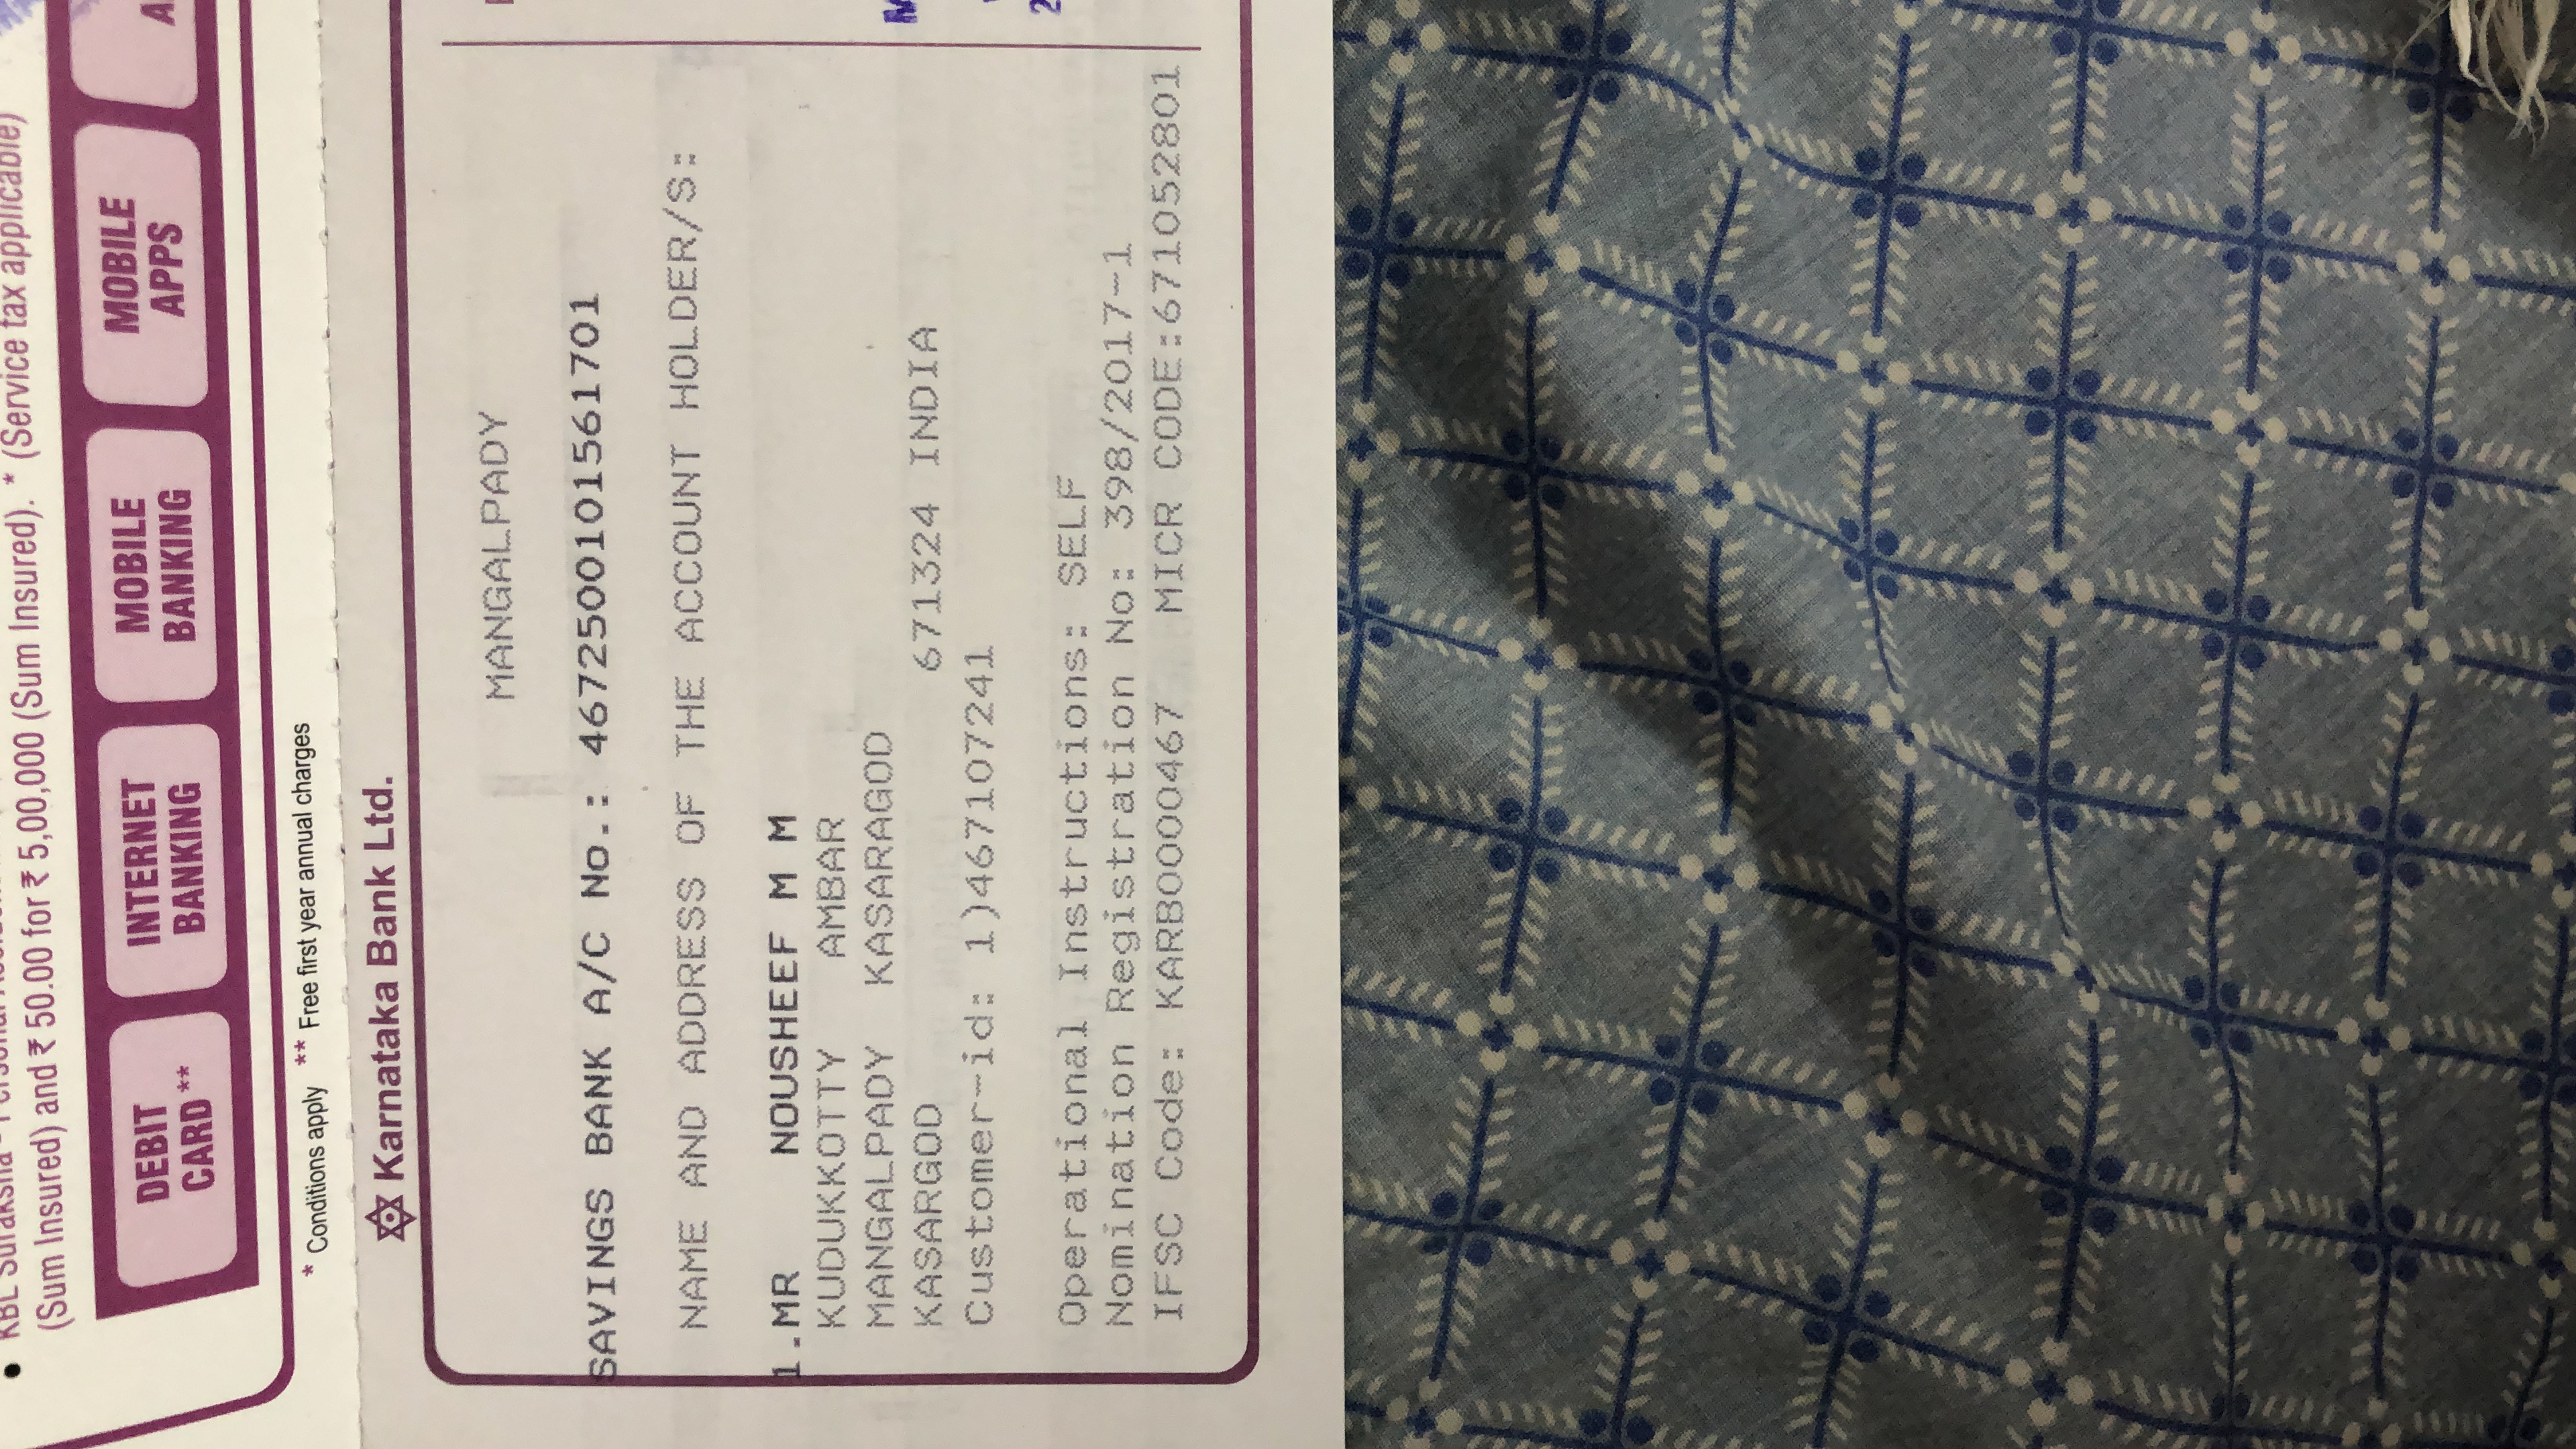 KBL Suraksha - Personal
(Sum Insured) and ₹ 50.00 for ₹ 5,00,000 (Sum Insured). * (Service tax applicable)
DEBIT
CARD **
INTERNET
BANKING
MOBILE
BANKING
MOBILE
APPS
* Conditions apply ** Free first year annual charges
Karnataka Bank Ltd.
MANGALPADY
SAVINGS BANK A/C No.: 4672500101561701
NAME AND ADDRESS OF THE ACCOUNT HOLDER/S:
1.MR NOUSHEEF M M
KUDUKKOTTY AMBAR
MANGALPADY KASARAGOD
KASARGOD 671324 INDIA
Customer-id: 1)467107241
Operational Instructions: SELF
Nomination Registration No: 398/2017-1
IFSC Code: KARB0000467 MICR CODE:671052801